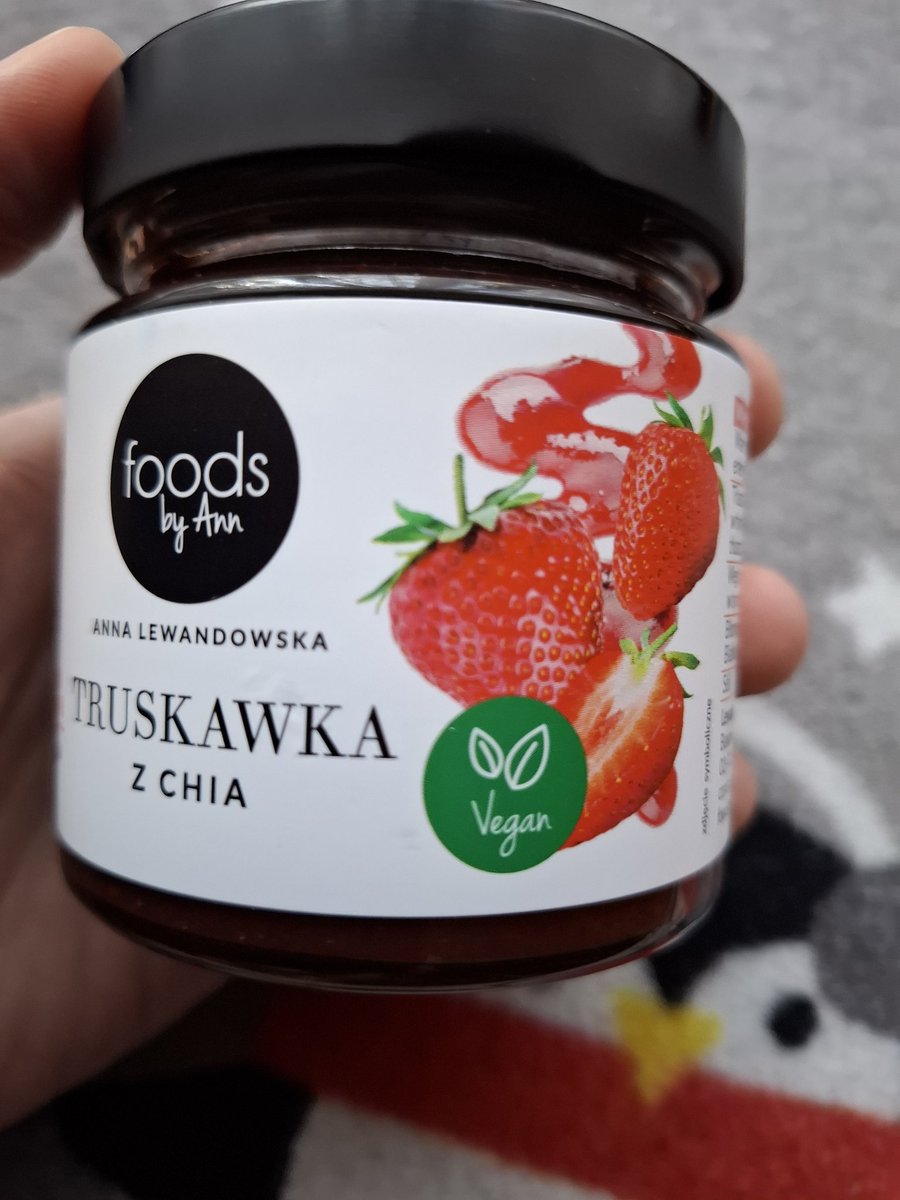 foods
by Ann
ANNA LEWANDOWSKA
TRUSKAWKA
Z CHIA
Vegan
zdjęcie symboliczne